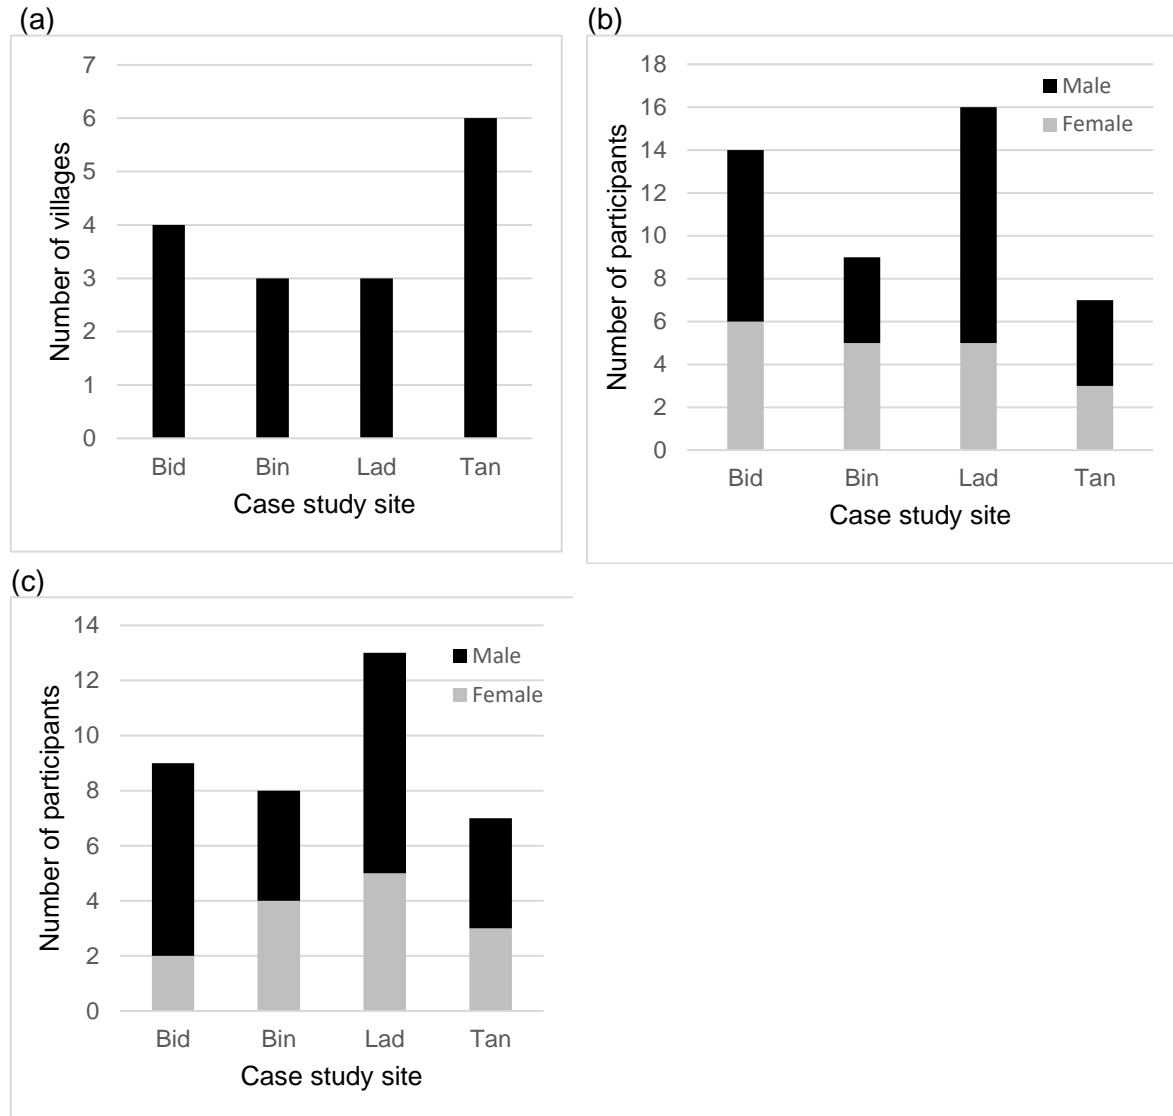 (a)
7
6
5
4
3
2
1
0
Number of villages
Bid Bin Lad Tan
Case study site
(b)
18
16
14
12
10
8
6
4
2
0
Number of participants
Male
Female
Bid Bin Lad Tan
Case study site
(c)
14
12
10
8
6
4
2
0
Number of participants
Male
Female
Bid Bin Lad Tan
Case study site